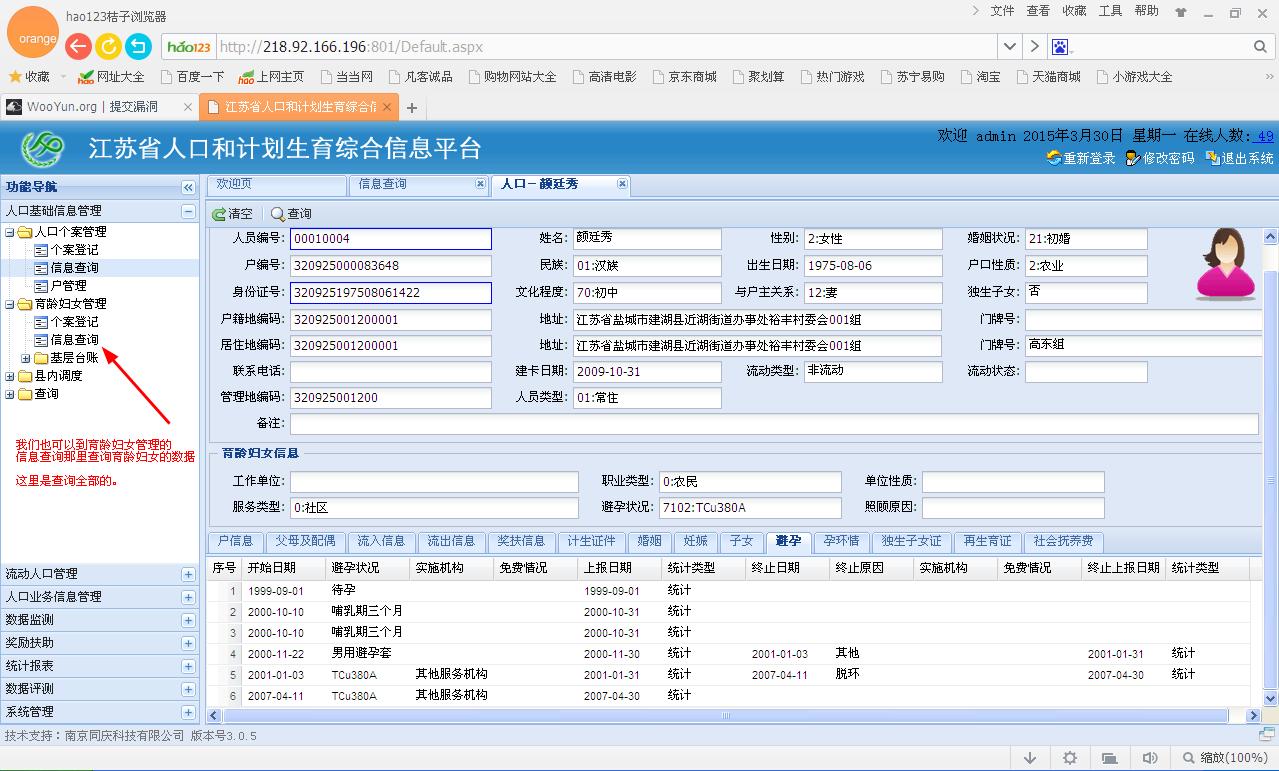 hao123桔子浏览器
文件 查看 收藏 工具 帮助
orange
hao123 http://218.92.166.196:801/Default.aspx
收藏 网址大全 百度一下 上网主页 当当网 凡客诚品 购物网站大全 高清电影 京东商城 聚划算 热门游戏 苏宁易购 淘宝 天猫商城 小游戏大全
WooYun.org | 提交漏洞 江苏省人口和计划生育综合信
江苏省人口和计划生育综合信息平台
欢迎 admin 2015年3月30日 星期一 在线人数: 49
重新登录 修改密码 退出系统
功能导航
欢迎页 信息查询 人口－颜廷秀
人口基础信息管理
人口个案管理
个案登记
信息查询
户管理
育龄妇女管理
个案登记
信息查询
基层台账
县内调度
查询
我们也可以到育龄妇女管理的
信息查询那里查询育龄妇女的数据
这里是查询全部的。
流动人口管理
人口业务信息管理
数据监测
奖励扶助
统计报表
数据评测
系统管理
清空 查询
人员编号: 00010004 姓名: 颜廷秀 性别: 2:女性 婚姻状况: 21:初婚
户编号: 320925000083648 民族: 01:汉族 出生日期: 1975-08-06 户口性质: 2:农业
身份证号: 320925197508061422 文化程度: 70:初中 与户主关系: 12:妻 独生子女: 否
户籍地编码: 320925001200001 地址: 江苏省盐城市建湖县近湖街道办事处裕丰村委会001组 门牌号:
居住地编码: 320925001200001 地址: 江苏省盐城市建湖县近湖街道办事处裕丰村委会001组 门牌号: 高东组
联系电话: 建卡日期: 2009-10-31 流动类型: 非流动 流动状态:
管理地编码: 320925001200 人员类型: 01:常住
备注:
育龄妇女信息
工作单位: 职业类型: 0:农民 单位性质:
服务类型: 0:社区 避孕状况: 7102:TCu380A 照顾原因:
户信息 父母及配偶 流入信息 流出信息 奖扶信息 计生证件 婚姻 妊娠 子女 避孕 孕环情 独生子女证 再生育证 社会抚养费
序号 开始日期 避孕状况 实施机构 免费情况 上报日期 统计类型 终止日期 终止原因 实施机构 免费情况 终止上报日期 统计类型
1 1999-09-01 待孕 1999-09-01 统计
2 2000-10-10 哺乳期三个月 2000-10-31 统计
3 2000-10-10 哺乳期三个月 2000-10-31 统计
4 2000-11-22 男用避孕套 2000-11-30 统计 2001-01-03 其他 2001-01-31 统计
5 2001-01-03 TCu380A 其他服务机构 2001-01-31 统计 2007-04-11 脱环 2007-04-30 统计
6 2007-04-11 TCu380A 其他服务机构 2007-04-30 统计
技术支持：南京同庆科技有限公司 版本号3.0.5
缩放(100%)